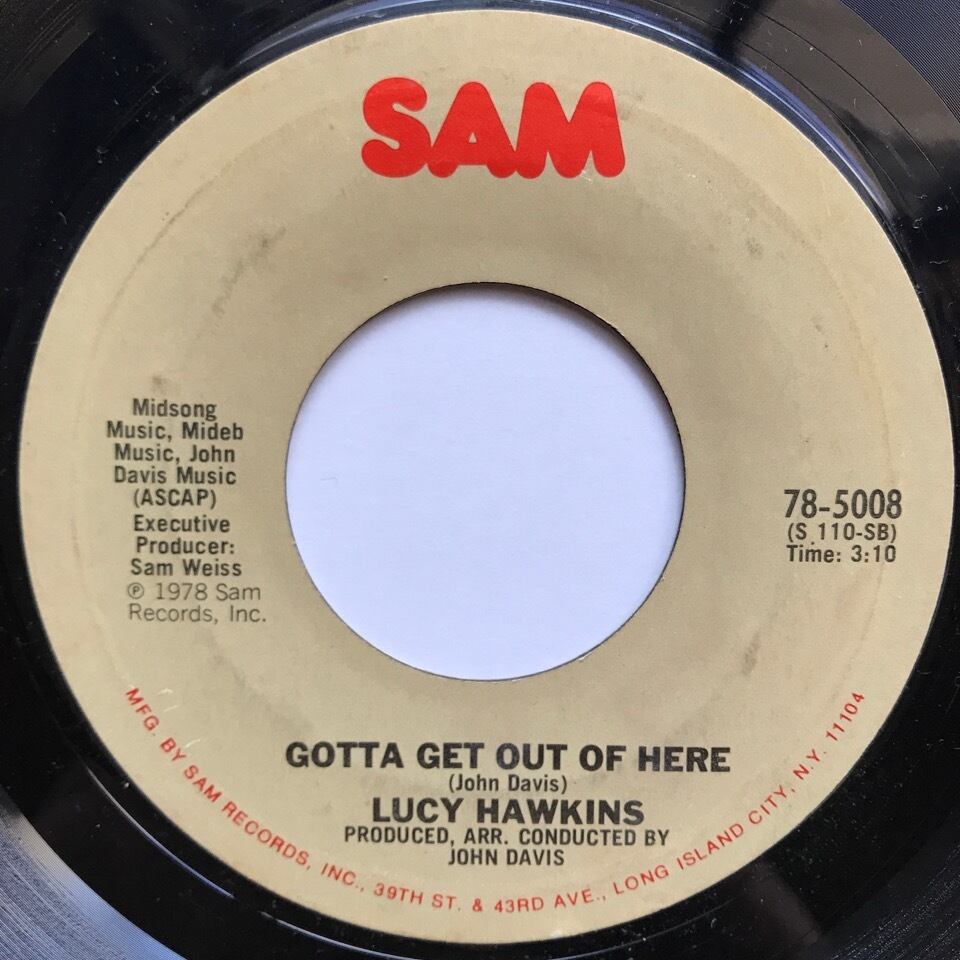 SAM
Midsong
Music, Mideb
Music, John
Davis Music
(ASCAP)
Executive
Producer:
Sam Weiss
℗ 1978 Sam
Records, Inc.
78-5008
(S 110-SB)
Time: 3:10
GOTTA GET OUT OF HERE
(John Davis)
LUCY HAWKINS
PRODUCED, ARR. CONDUCTED BY
JOHN DAVIS
MFG. BY SAM RECORDS, INC., 39TH ST. & 43RD AVE., LONG ISLAND CITY, N.Y. 11104